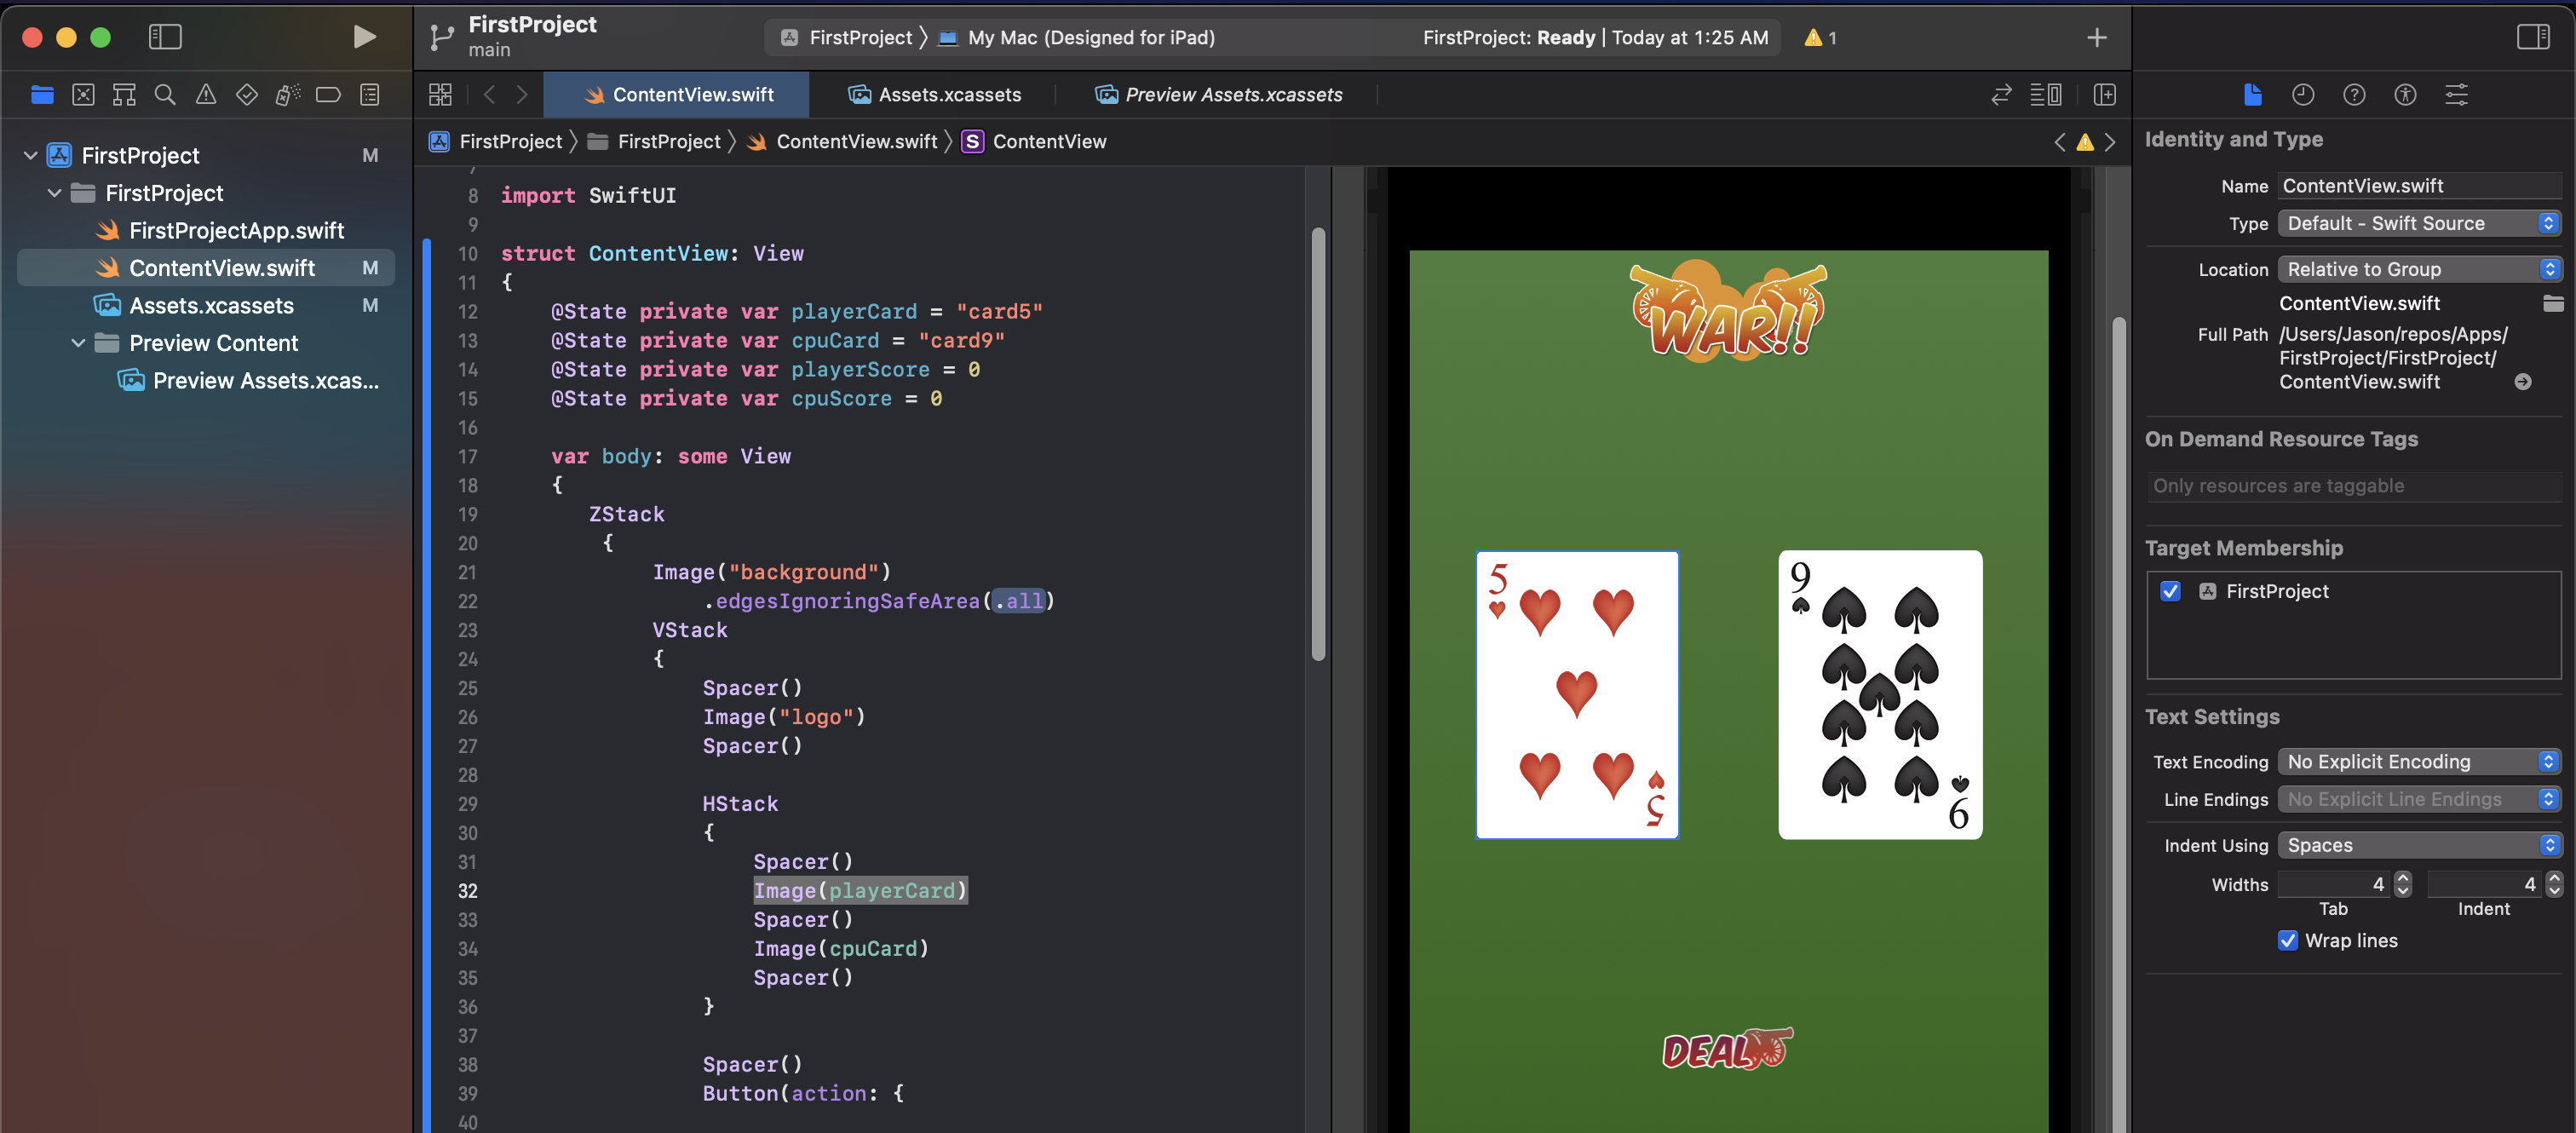 FirstProject
main
FirstProject
My Mac (Designed for iPad)
FirstProject: Ready | Today at 1:25 AM
1
ContentView.swift
Assets.xcassets
Preview Assets.xcassets
FirstProject
FirstProject
ContentView.swift
S ContentView
FirstProject M
FirstProject
FirstProjectApp.swift
ContentView.swift M
Assets.xcassets M
Preview Content
Preview Assets.xcas...
7
8 import SwiftUI
9
10 struct ContentView: View
11 {
12 @State private var playerCard = "card5"
13 @State private var cpuCard = "card9"
14 @State private var playerScore = 0
15 @State private var cpuScore = 0
16
17 var body: some View
18 {
19 ZStack
20 {
21 Image("background")
22 .edgesIgnoringSafeArea(.all)
23 VStack
24 {
25 Spacer()
26 Image("logo")
27 Spacer()
28
29 HStack
30 {
31 Spacer()
32 Image(playerCard)
33 Spacer()
34 Image(cpuCard)
35 Spacer()
36 }
37
38 Spacer()
39 Button(action: {
40
WAR!!
5
5
9
9
DEAL
Identity and Type
Name ContentView.swift
Type Default - Swift Source
Location Relative to Group
ContentView.swift
Full Path /Users/Jason/repos/Apps/
FirstProject/FirstProject/
ContentView.swift
On Demand Resource Tags
Only resources are taggable
Target Membership
FirstProject
Text Settings
Text Encoding No Explicit Encoding
Line Endings No Explicit Line Endings
Indent Using Spaces
Widths 4 4
Tab Indent
Wrap lines